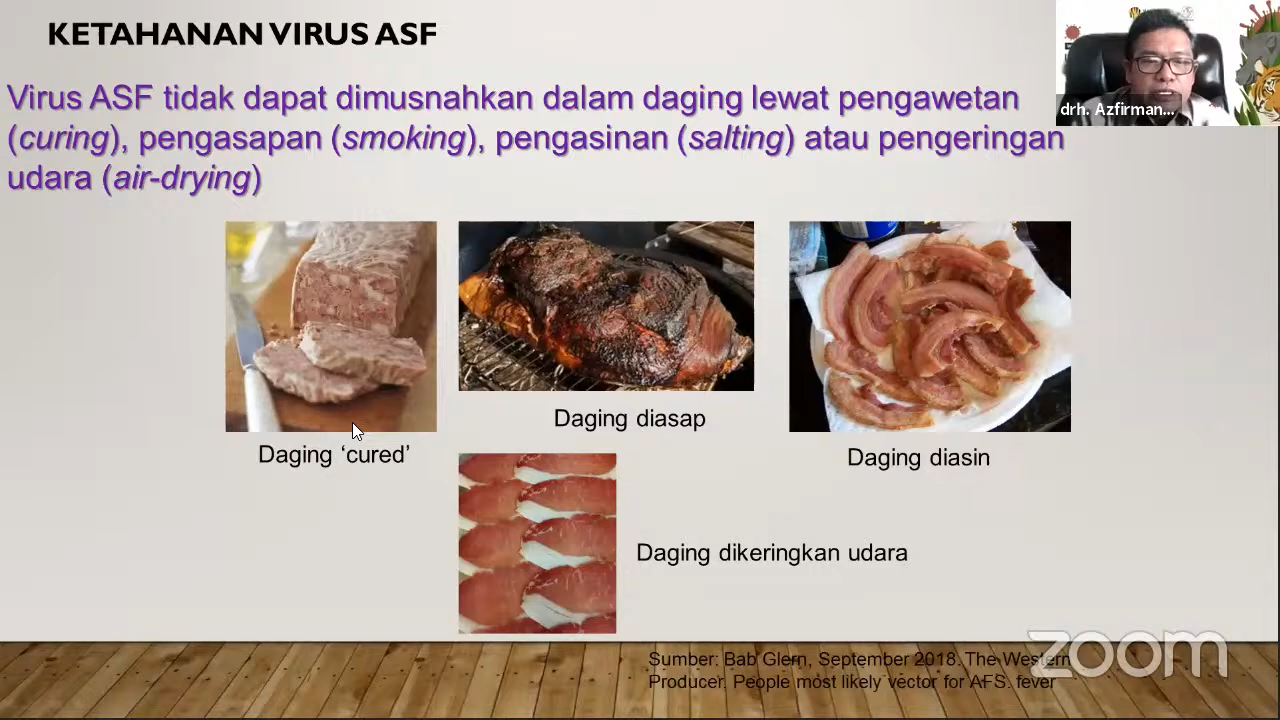 KETAHANAN VIRUS ASF
drh. Azfirman...
Virus ASF tidak dapat dimusnahkan dalam daging lewat pengawetan
(curing), pengasapan (smoking), pengasinan (salting) atau pengeringan
udara (air-drying)
Daging ‘cured’
Daging diasap
Daging diasin
Daging dikeringkan udara
Sumber: Bab Glern, September 2018. The Western
Producer. People most likely vector for AFS. fever
zoom